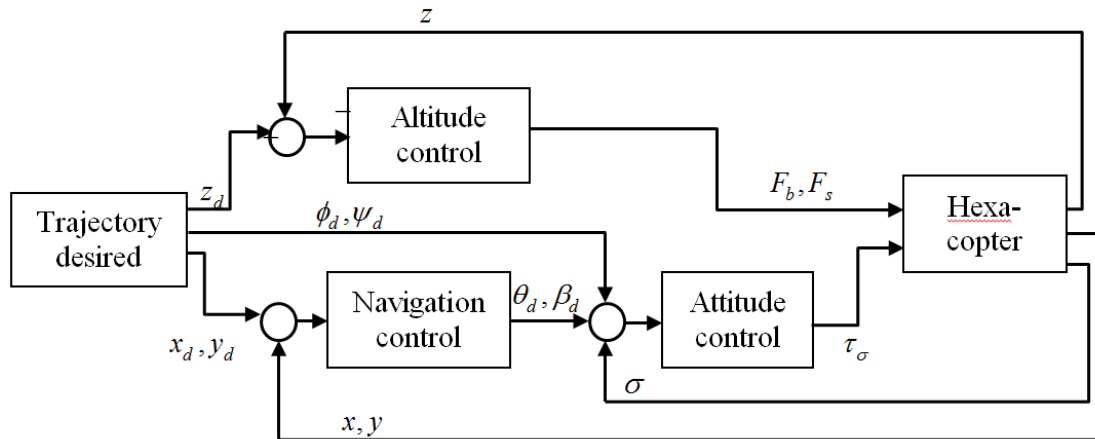 z
Altitude
control
z_d
F_b, F_s
Trajectory
desired
ϕ_d, ψ_d
Hexa-
copter
Navigation
control
θ_d, β_d
Attitude
control
x_d, y_d
τ_σ
σ
x, y